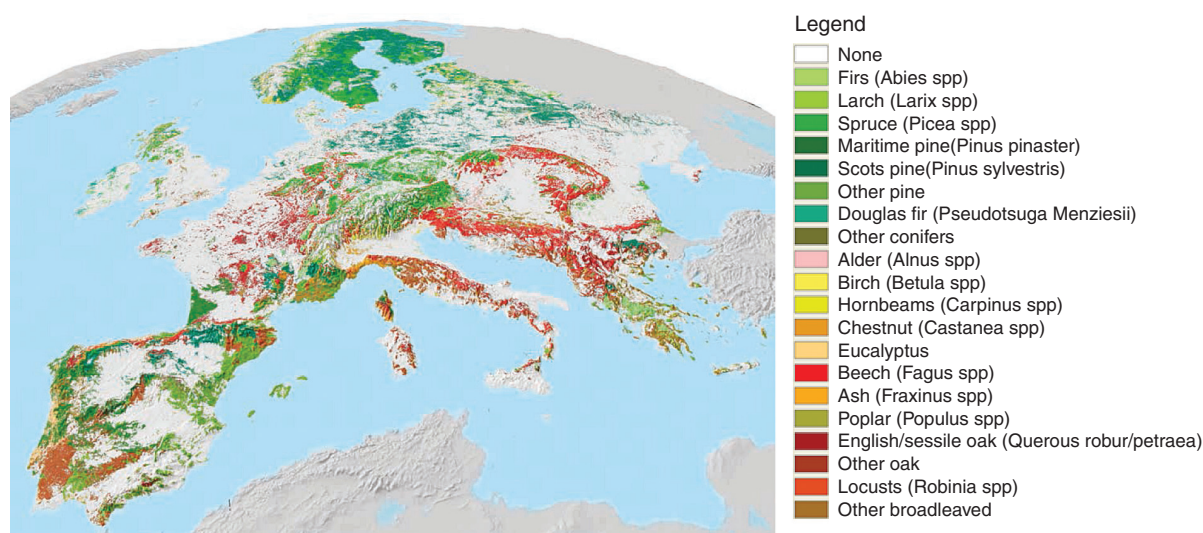 Legend
None
Firs (Abies spp)
Larch (Larix spp)
Spruce (Picea spp)
Maritime pine(Pinus pinaster)
Scots pine(Pinus sylvestris)
Other pine
Douglas fir (Pseudotsuga Menziesii)
Other conifers
Alder (Alnus spp)
Birch (Betula spp)
Hornbeams (Carpinus spp)
Chestnut (Castanea spp)
Eucalyptus
Beech (Fagus spp)
Ash (Fraxinus spp)
Poplar (Populus spp)
English/sessile oak (Querous robur/petraea)
Other oak
Locusts (Robinia spp)
Other broadleaved